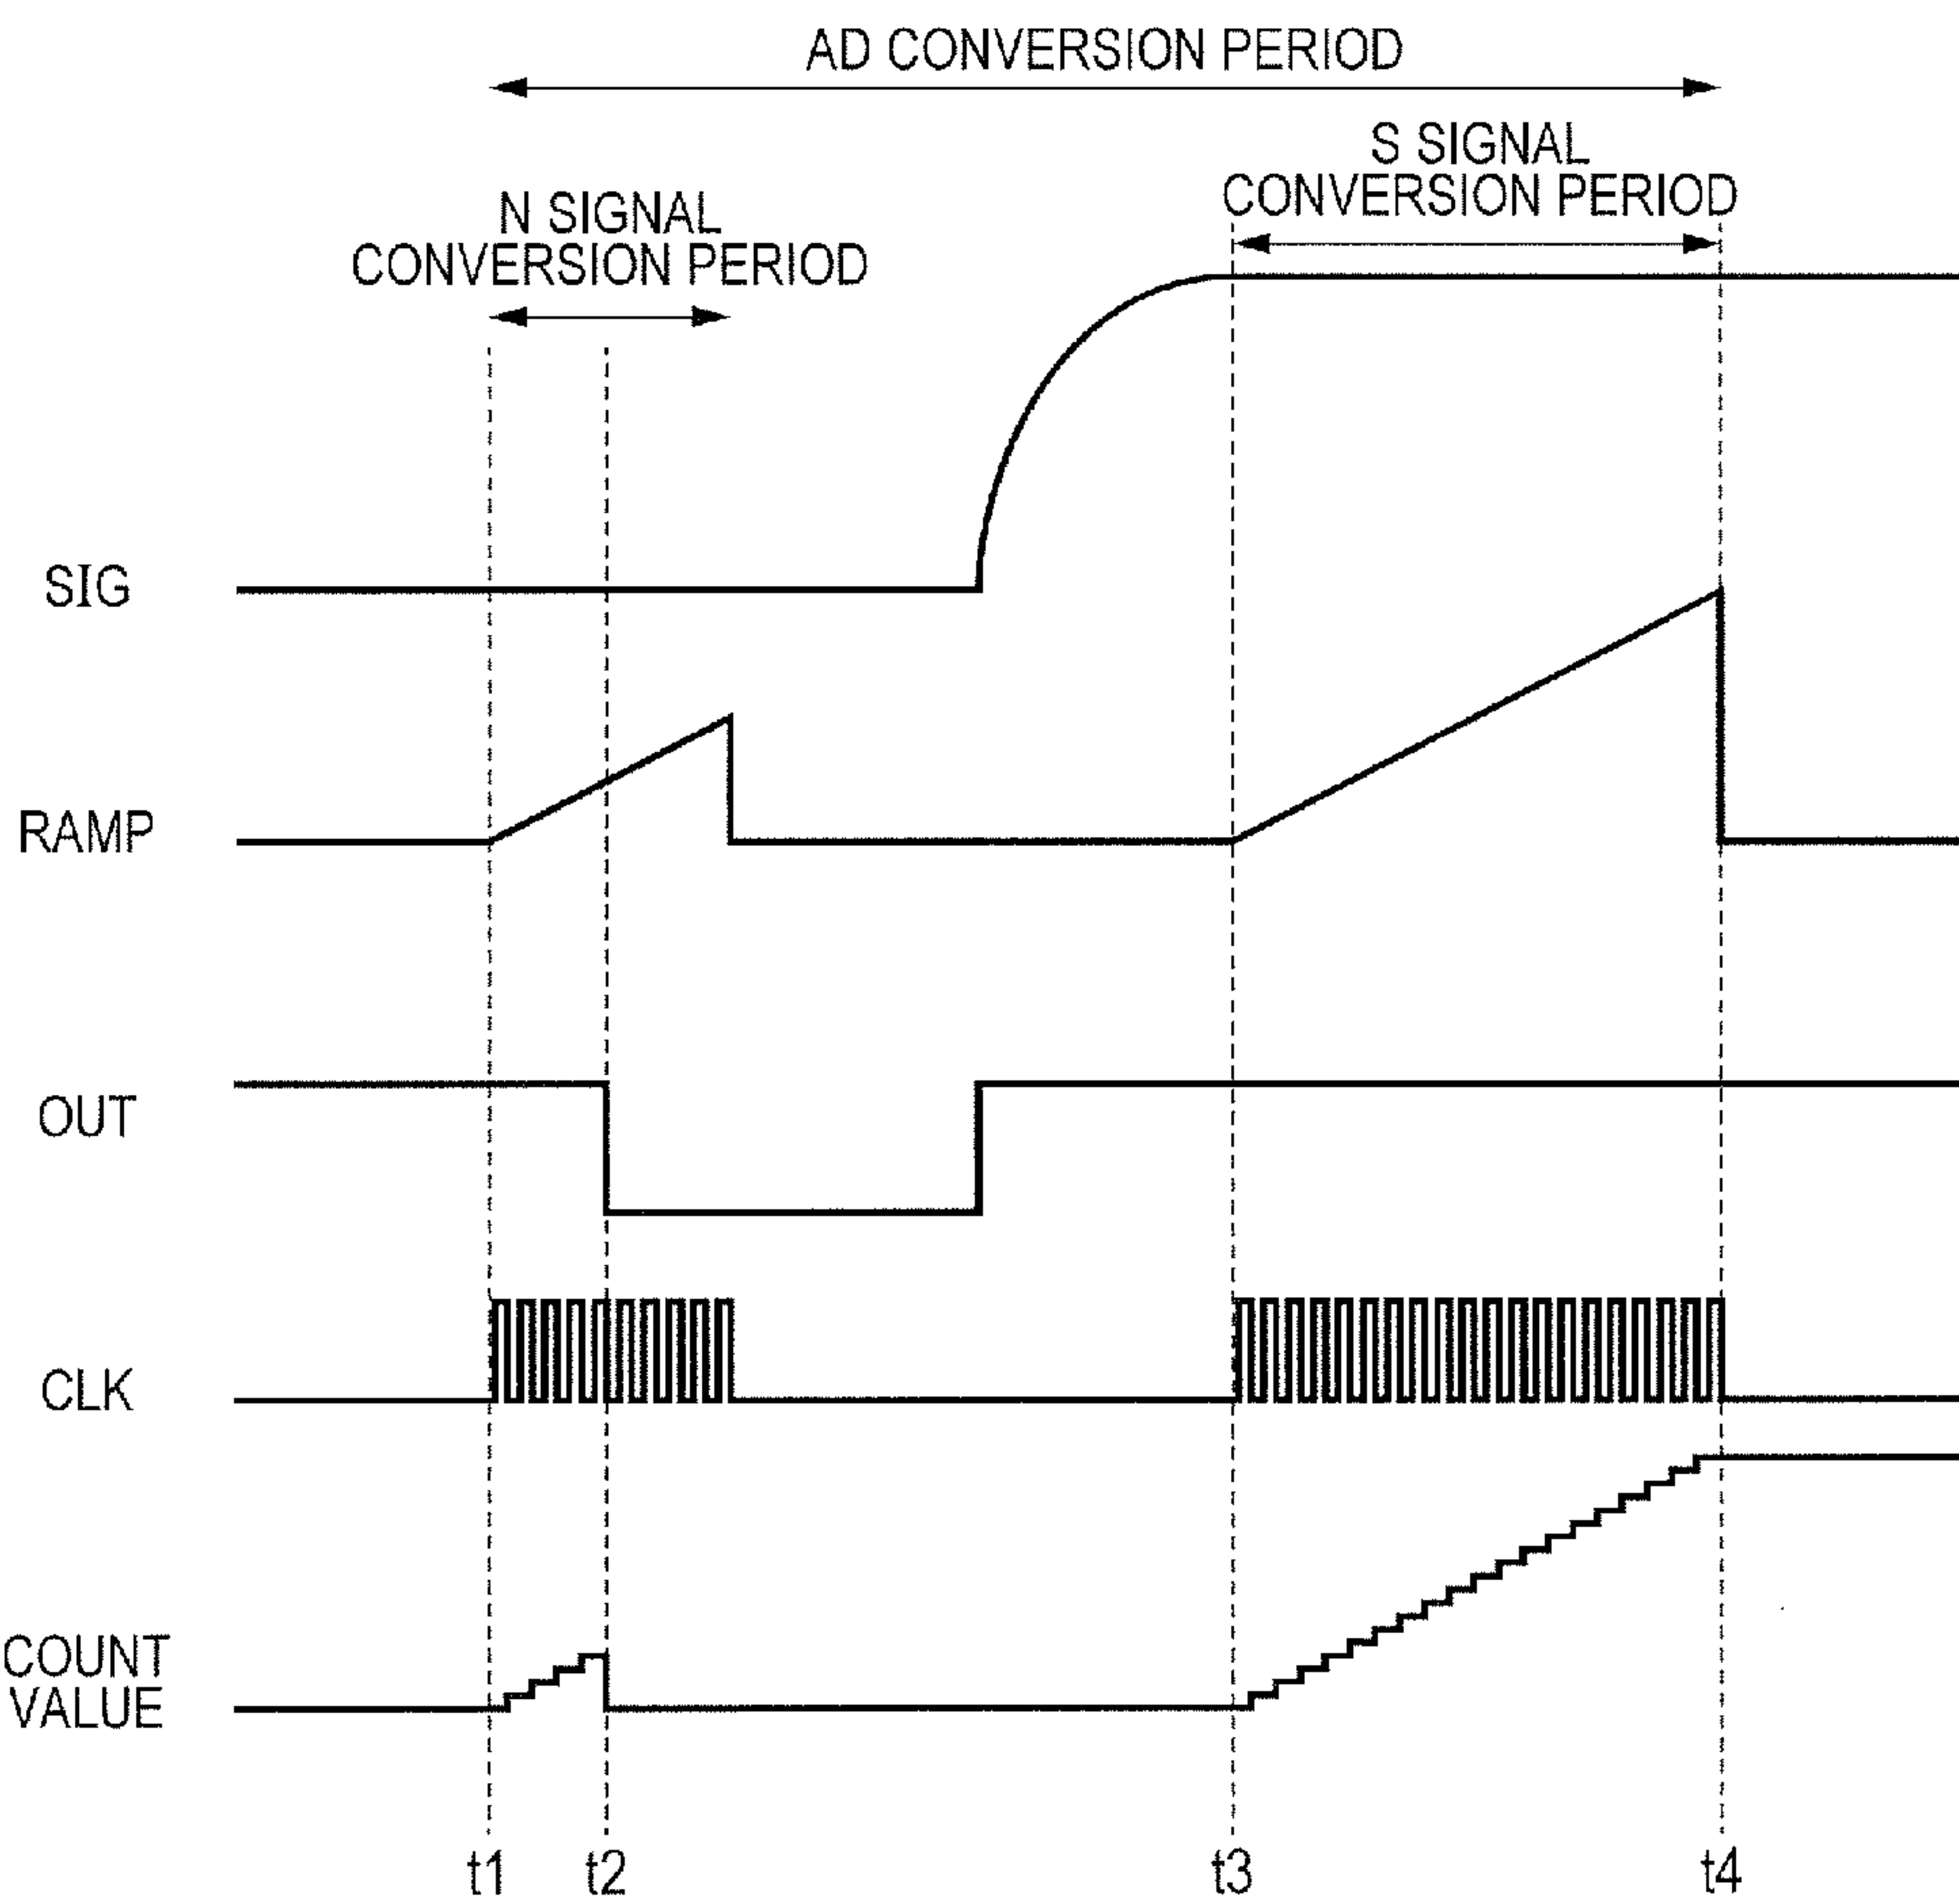 AD CONVERSION PERIOD
S SIGNAL
CONVERSION PERIOD
N SIGNAL
CONVERSION PERIOD
SIG
RAMP
OUT
CLK
COUNT
VALUE
t1
t2
t3
t4